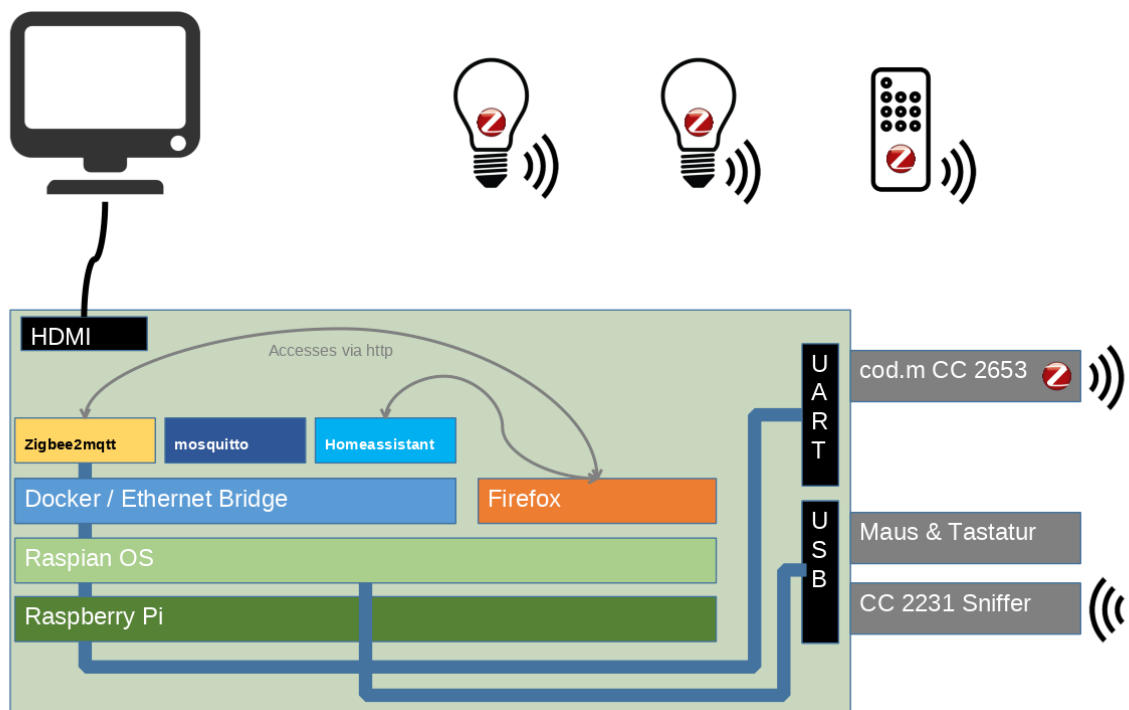 HDMI
Accesses via http
UART
cod.m CC 2653
Z
Zigbee2mqtt
mosquitto
Homeassistant
Docker / Ethernet Bridge
Firefox
USB
Maus & Tastatur
Raspian OS
CC 2231 Sniffer
Raspberry Pi